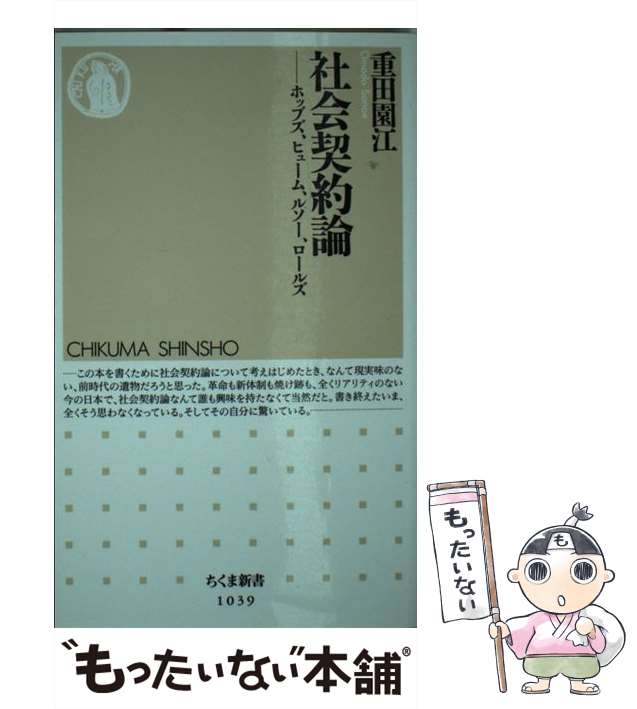 重田園江
社会契約論
──ホッブズ、ヒューム、ルソー、ロールズ
CHIKUMA SHINSHO
──この本を書くために社会契約論について考えはじめたとき、なんて現実味のな
い、前時代の遺物だろうと思った。革命も新体制も焼け跡も、全くリアリティのない
今の日本で、社会契約論なんて誰も興味を持たなくて当然だと。書き終えたいま、
全くそう思わなくなっている。そしてその自分に驚いている。──
ちくま新書
1039
"もったいない"本舗®
もったいない
も